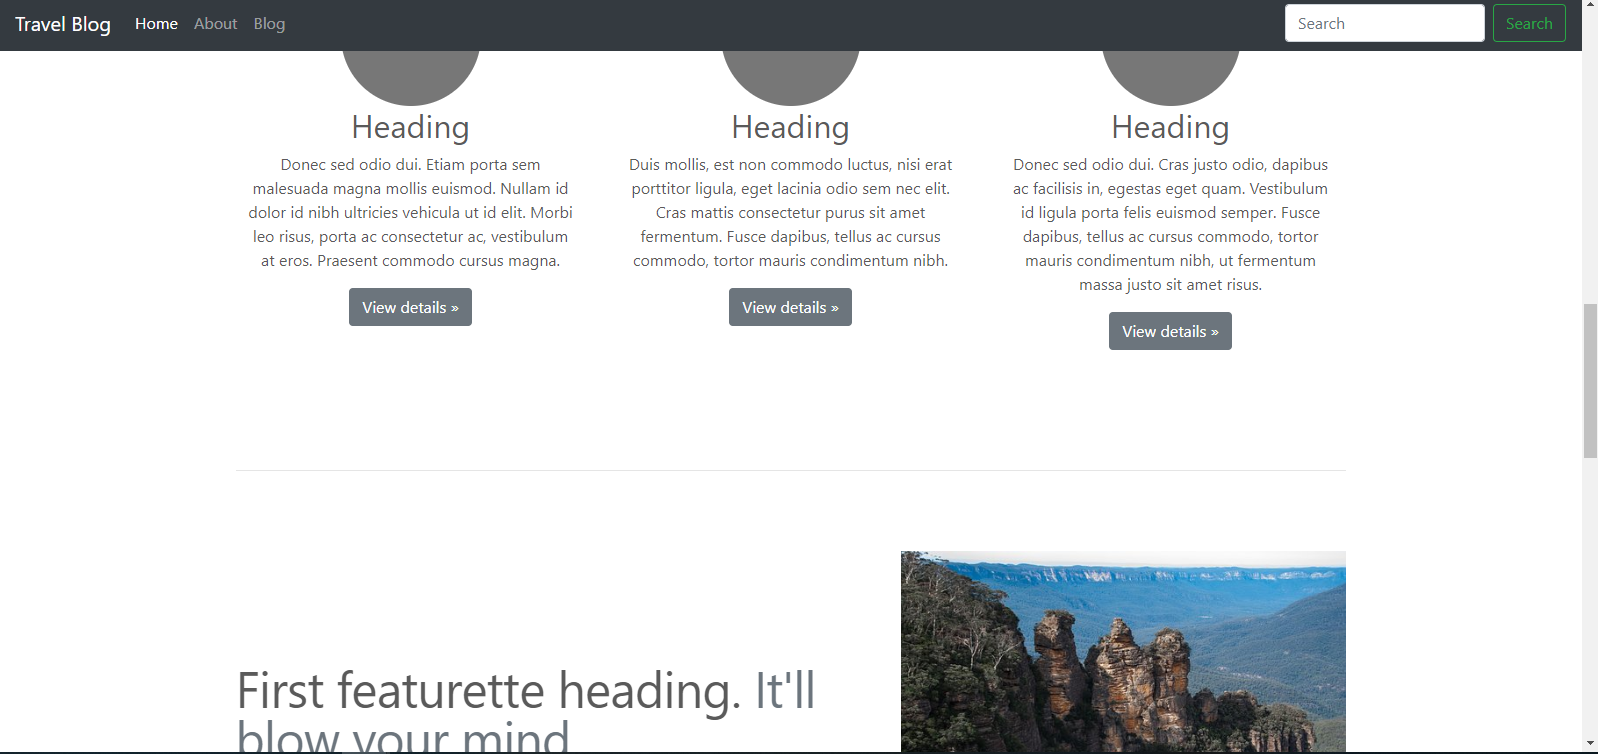 Travel Blog Home About Blog Search Search
Heading
Donec sed odio dui. Etiam porta sem
malesuada magna mollis euismod. Nullam id
dolor id nibh ultricies vehicula ut id elit. Morbi
leo risus, porta ac consectetur ac, vestibulum
at eros. Praesent commodo cursus magna.
View details »
Heading
Duis mollis, est non commodo luctus, nisi erat
porttitor ligula, eget lacinia odio sem nec elit.
Cras mattis consectetur purus sit amet
fermentum. Fusce dapibus, tellus ac cursus
commodo, tortor mauris condimentum nibh.
View details »
Heading
Donec sed odio dui. Cras justo odio, dapibus
ac facilisis in, egestas eget quam. Vestibulum
id ligula porta felis euismod semper. Fusce
dapibus, tellus ac cursus commodo, tortor
mauris condimentum nibh, ut fermentum
massa justo sit amet risus.
View details »
First featurette heading. It'll
blow your mind